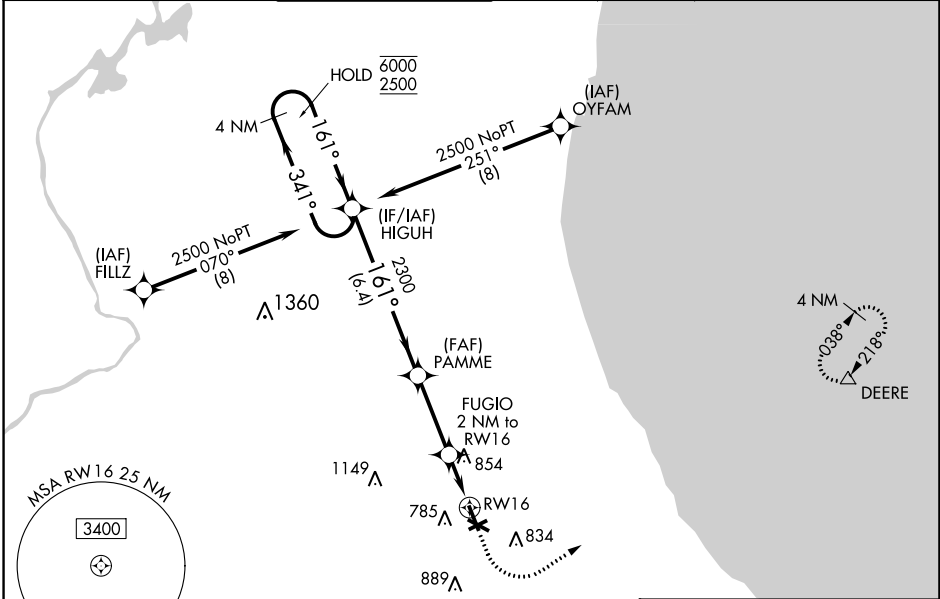 HOLD 6000
2500
4 NM
161°
341°
(IAF)
OYFAM
2500 NoPT
251°
(8)
(IF/IAF)
HIGUH
(IAF)
FILLZ
2500 NoPT
070°
(8)
2300
161°
(6.4)
1360
(FAF)
PAMME
4 NM
038°
218°
DEERE
FUGIO
2 NM to
RW16
854
1149
785
RW16
834
889
MSA RW16 25 NM
3400